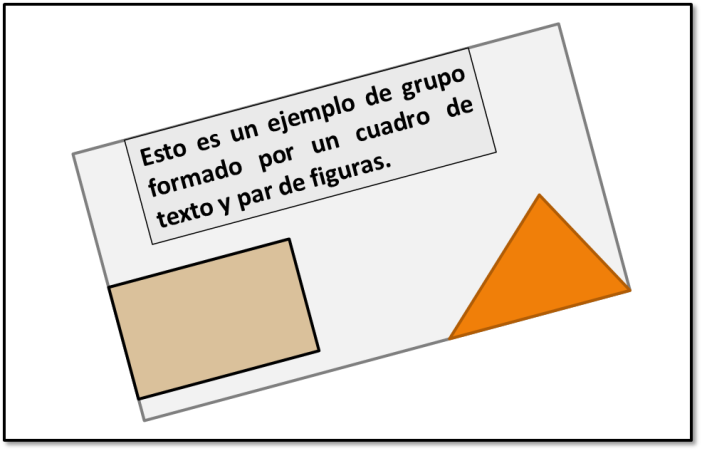 Esto es un ejemplo de grupo
formado por un cuadro de
texto y par de figuras.